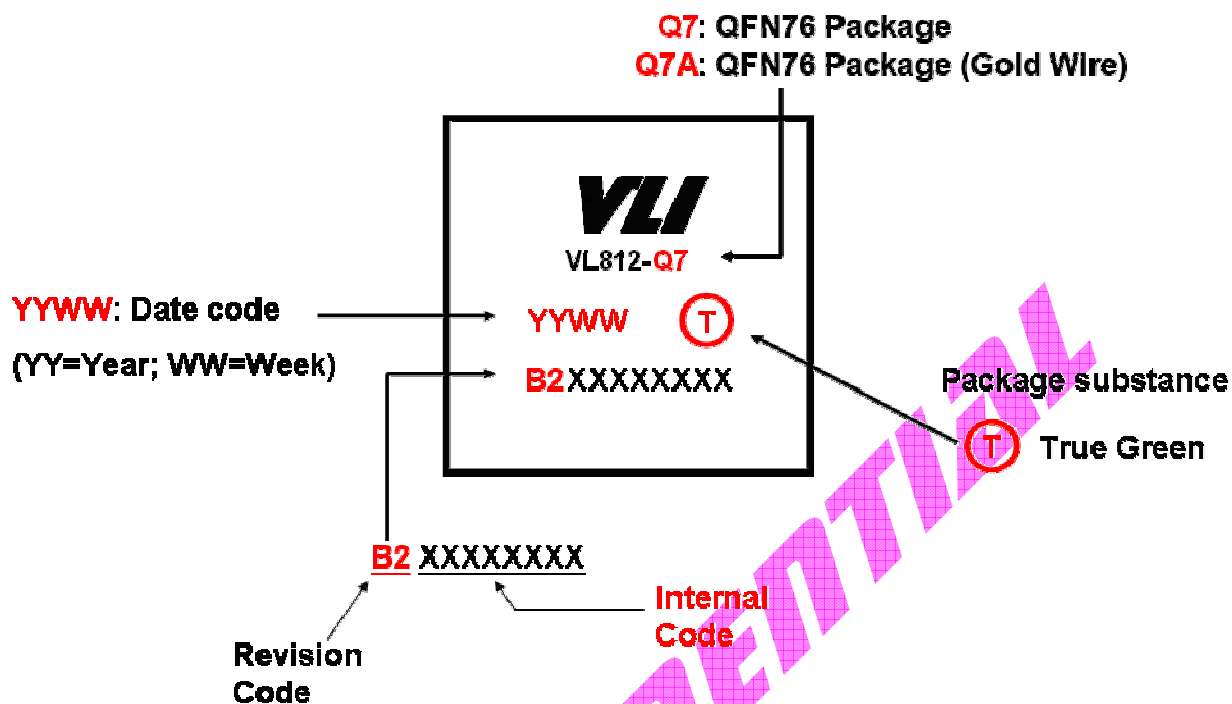 Q7: QFN76 Package
Q7A: QFN76 Package (Gold Wire)
VLI
VL812-Q7
YYWW: Date code
(YY=Year; WW=Week)
YYWW T
B2XXXXXXXX
Package substance
T True Green
B2 XXXXXXXX
Internal
Code
Revision
Code
ENTIAL